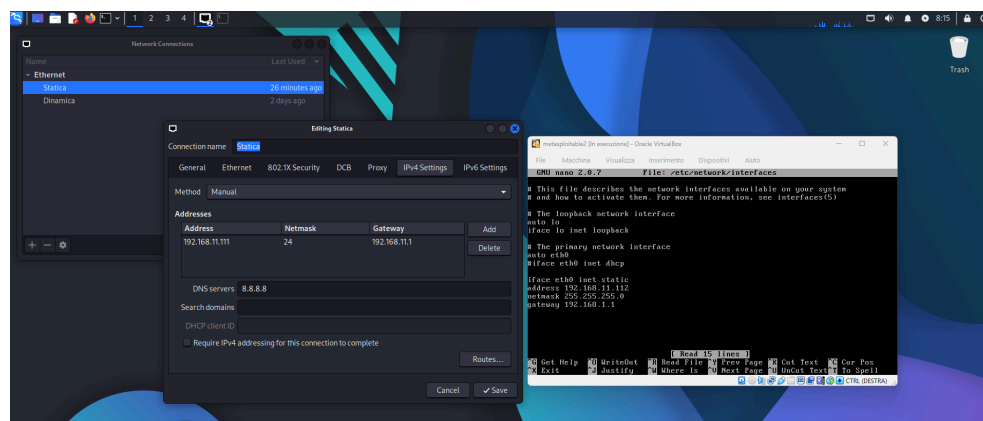 1 2 3 4
8:15
Trash
Network Connections
Name Last Used
Ethernet
Statica 26 minutes ago
Dinamica 2 days ago
Editing Statica
Connection name Statica
General Ethernet 802.1X Security DCB Proxy IPv4 Settings IPv6 Settings
Method Manual
Addresses
Address Netmask Gateway
192.168.11.111 24 192.168.11.1
Add
Delete
DNS servers 8.8.8.8
Search domains
DHCP client ID
Require IPv4 addressing for this connection to complete
Routes...
Cancel Save
metasploitable2 [In esecuzione] - Oracle VirtualBox
File Macchina Visualizza Inserimento Dispositivi Aiuto
GNU nano 2.0.7 File: /etc/network/interfaces
# This file describes the network interfaces available on your system
# and how to activate them. For more information, see interfaces(5)
# The loopback network interface
auto lo
iface lo inet loopback
# The primary network interface
auto eth0
#iface eth0 inet dhcp
iface eth0 inet static
address 192.168.11.112
netmask 255.255.255.0
gateway 192.168.1.1
[ Read 15 lines ]
^G Get Help ^O WriteOut ^R Read File ^Y Prev Page ^K Cut Text ^C Cur Pos
^X Exit ^J Justify ^W Where Is ^V Next Page ^U UnCut Text ^T To Spell
CTRL (DESTRA)